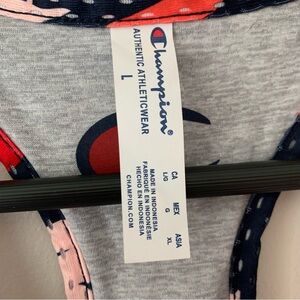 Champion
AUTHENTIC ATHLETICWEAR
L
CA MEX ASIA
L/G G XL
MADE IN INDONESIA
FABRIQUÉ EN INDONÉSIE
HECHO EN INDONESIA
CHAMPION.COM